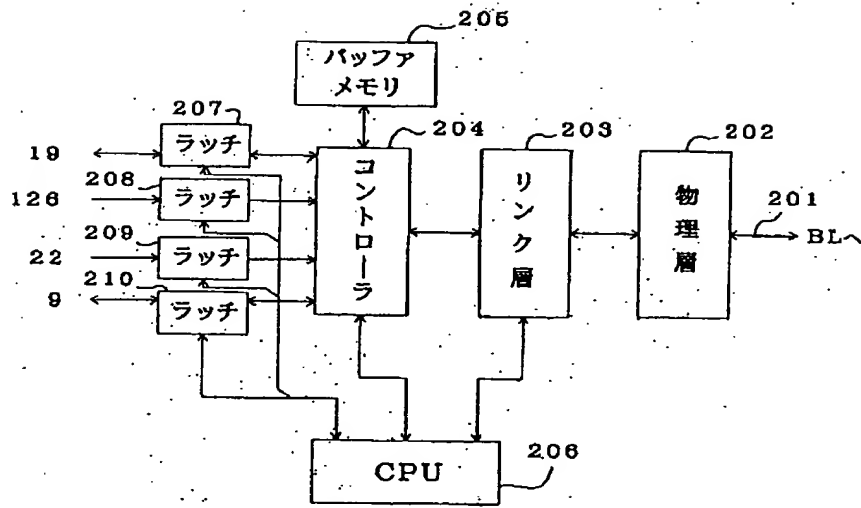 205
バッファ
メモリ
207
ラッチ
19
204
コントローラ
203
リンク層
202
物理層
208
ラッチ
126
201
BLへ
209
ラッチ
22
210
ラッチ
9
CPU
206